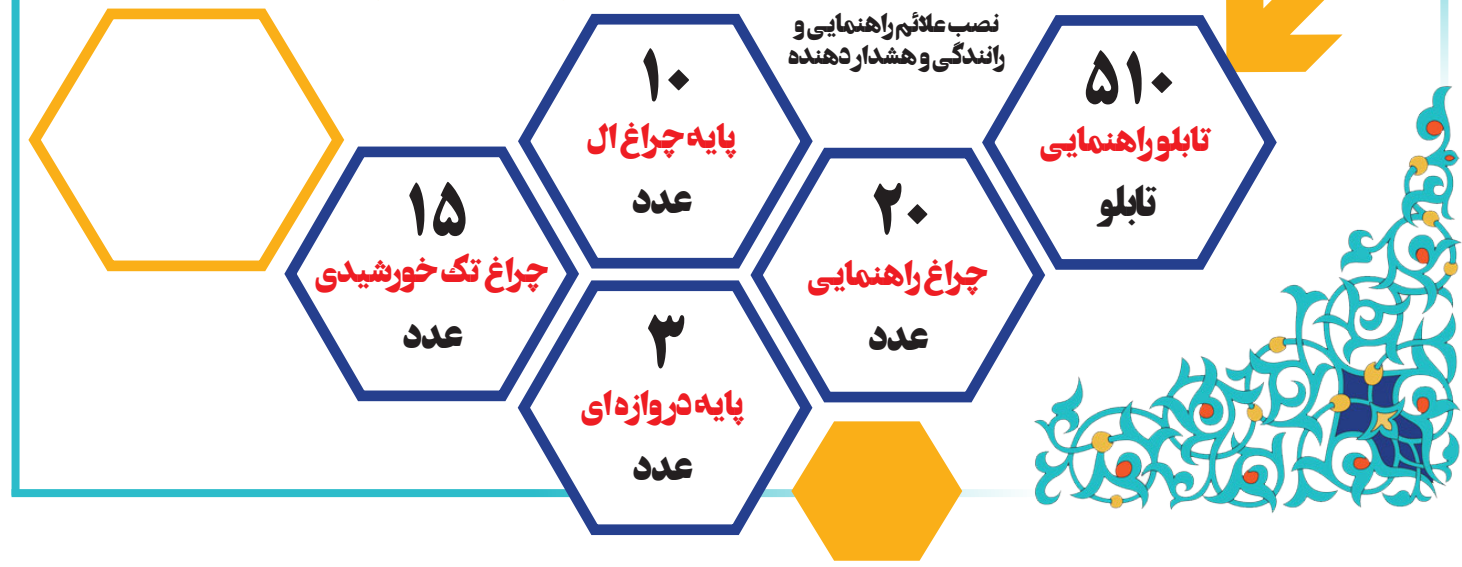 نصب علائم راهنمایی و
رانندگی و هشدار دهنده
۵۱۰
تابلو راهنمایی
تابلو
۱۰
پایه چراغ ال
عدد
۲۰
چراغ راهنمایی
عدد
۱۵
چراغ تک خورشیدی
عدد
۳
پایه دروازه ای
عدد